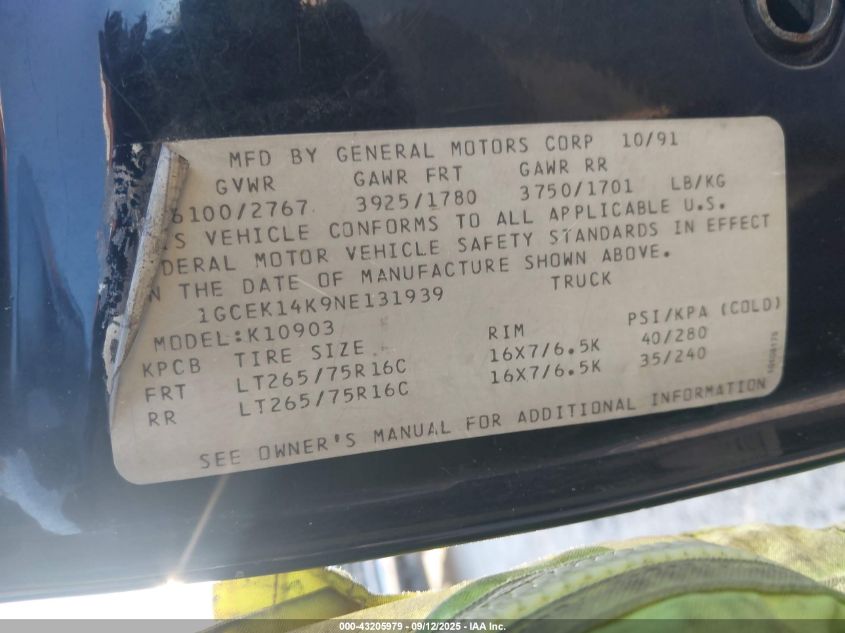 MFD BY GENERAL MOTORS CORP 10/91
GVWR GAWR FRT GAWR RR
6100/2767 3925/1780 3750/1701 LB/KG
S VEHICLE CONFORMS TO ALL APPLICABLE U.S.
DERAL MOTOR VEHICLE SAFETY STANDARDS IN EFFECT
N THE DATE OF MANUFACTURE SHOWN ABOVE.
1GCEK14K9NE131939 TRUCK
MODEL:K10903
KPCB TIRE SIZE RIM PSI/KPA (COLD)
FRT LT265/75R16C 16X7/6.5K 40/280
RR LT265/75R16C 16X7/6.5K 35/240
SEE OWNER'S MANUAL FOR ADDITIONAL INFORMATION
000-43205979 - 09/12/2025 - IAA Inc.